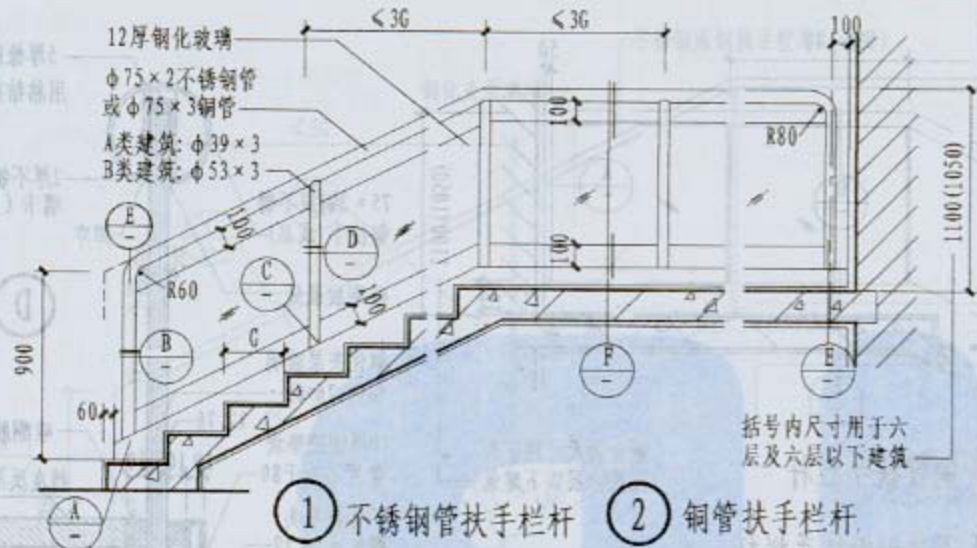 ≤3G
≤3G
100
12厚钢化玻璃
φ75×2不锈钢管
或φ75×3铜管
A类建筑:φ39×3
B类建筑:φ53×3
100
R80
1100(1050)
E
-
100
D
-
C
-
R60
100
100
900
B
-
G
F
-
E
-
60
括号内尺寸用于六
层及六层以下建筑
A
-
1 不锈钢管扶手栏杆
2 铜管扶手栏杆